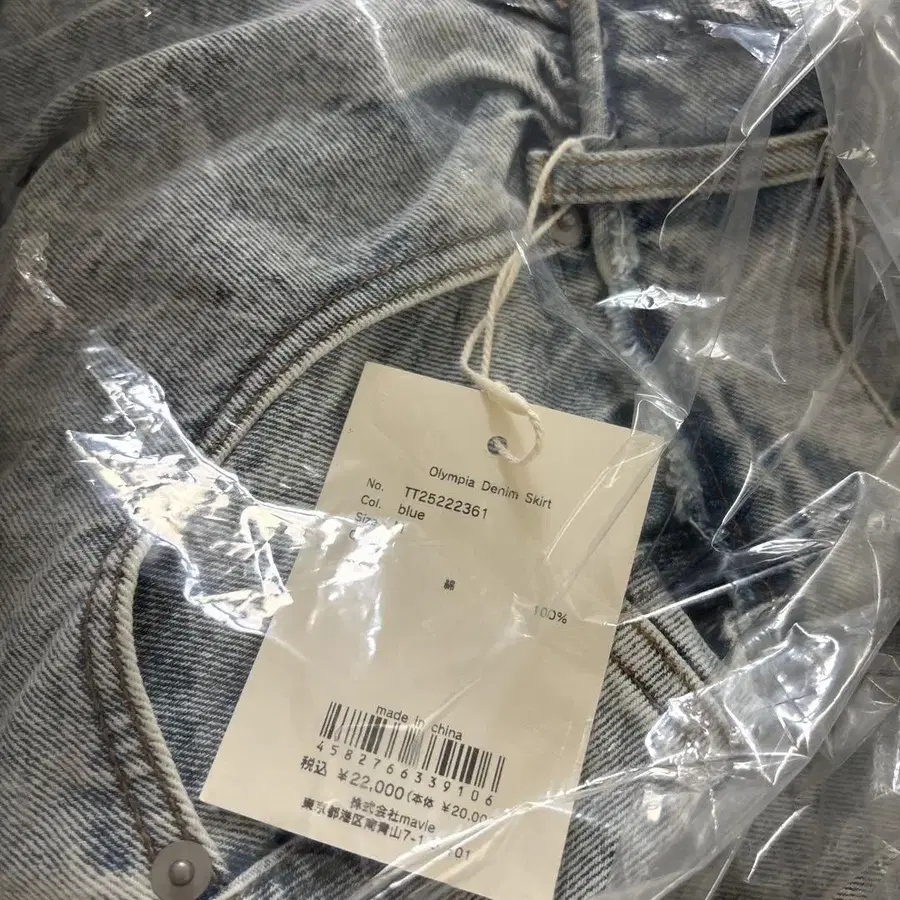 Olympia Denim Skirt
No. TT25222361
Col. blue
Size
綿 100%
made in china
4582766339106
税込 ¥22,000(本体 ¥20,00
株式会社mavie
東京都港区南青山7-1